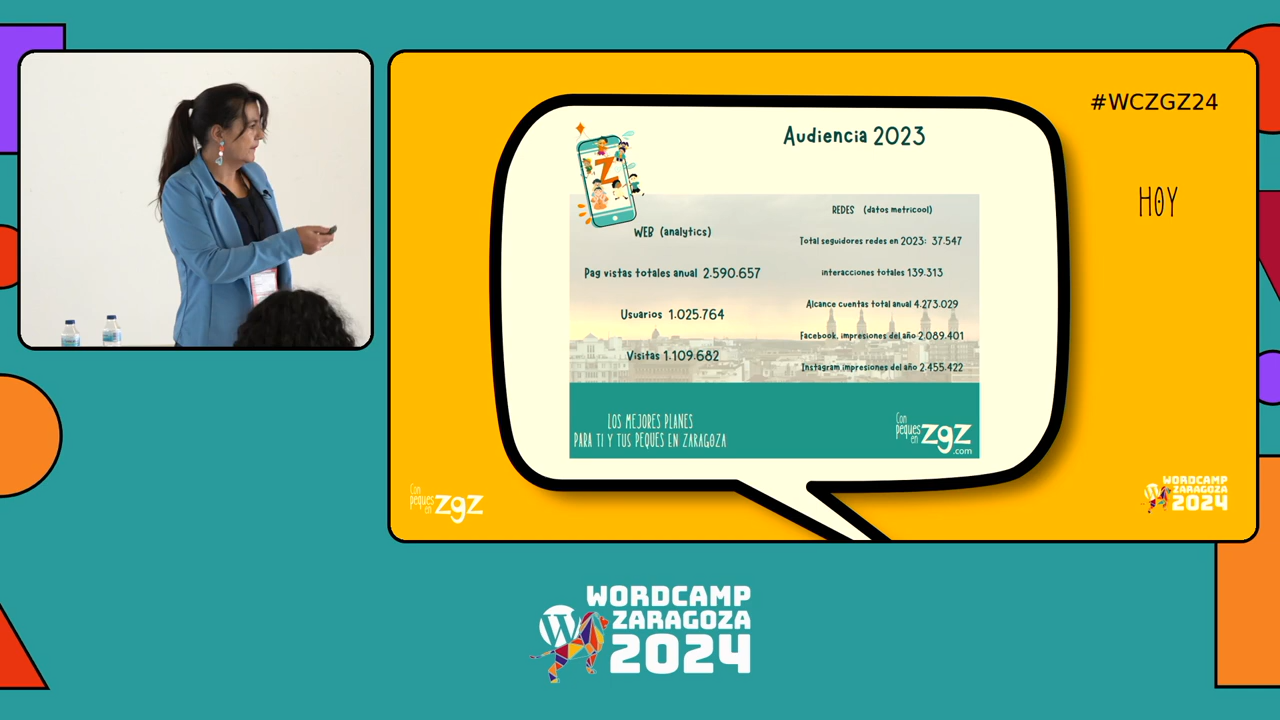 #WCZGZ24
HOY
Audiencia 2023
Z
WEB (analytics)
Pag vistas totales anual 2.590.657
Usuarios 1.025.764
Visitas 1.109.682
REDES (datos metricool)
Total seguidores redes en 2023: 37.547
interacciones totales 139.313
Alcance cuentas total anual 4.273.029
Facebook, impresiones del año 2.089.401
Instagram impresiones del año 2.455.422
LOS MEJORES PLANES
PARA TI Y TUS PEQUES EN ZARAGOZA
Con
peques
en
ZgZ
.com
Con
peques
en
ZgZ
WORDCAMP
ZARAGOZA
2024
W
WORDCAMP
ZARAGOZA
2024